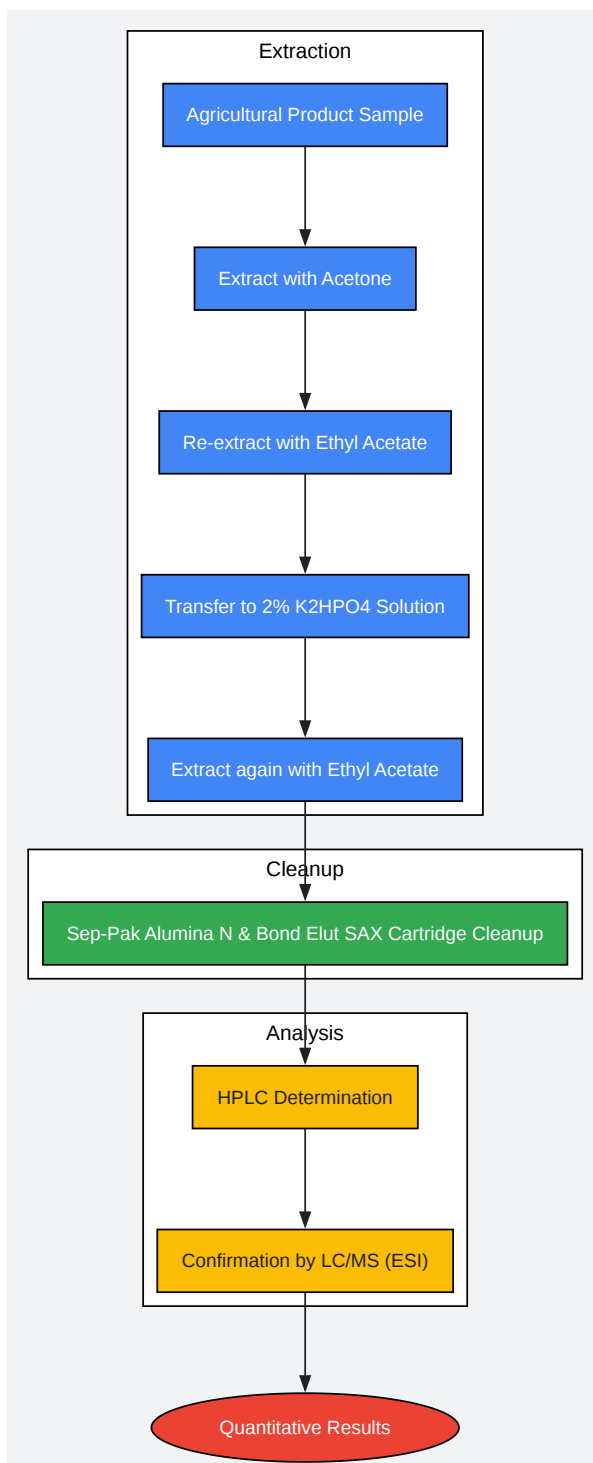 Extraction
Agricultural Product Sample
Extract with Acetone
Re-extract with Ethyl Acetate
Transfer to 2% K2HPO4 Solution
Extract again with Ethyl Acetate
Cleanup
Sep-Pak Alumina N & Bond Elut SAX Cartridge Cleanup
Analysis
HPLC Determination
Confirmation by LC/MS (ESI)
Quantitative Results